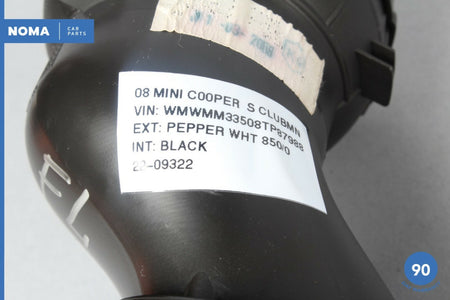 NOMA CAR PARTS
08 MINI COOPER S CLUBMN
VIN: WMWMM33508TP87988
EXT: PEPPER WHT 850/0
INT: BLACK
22-09322
90